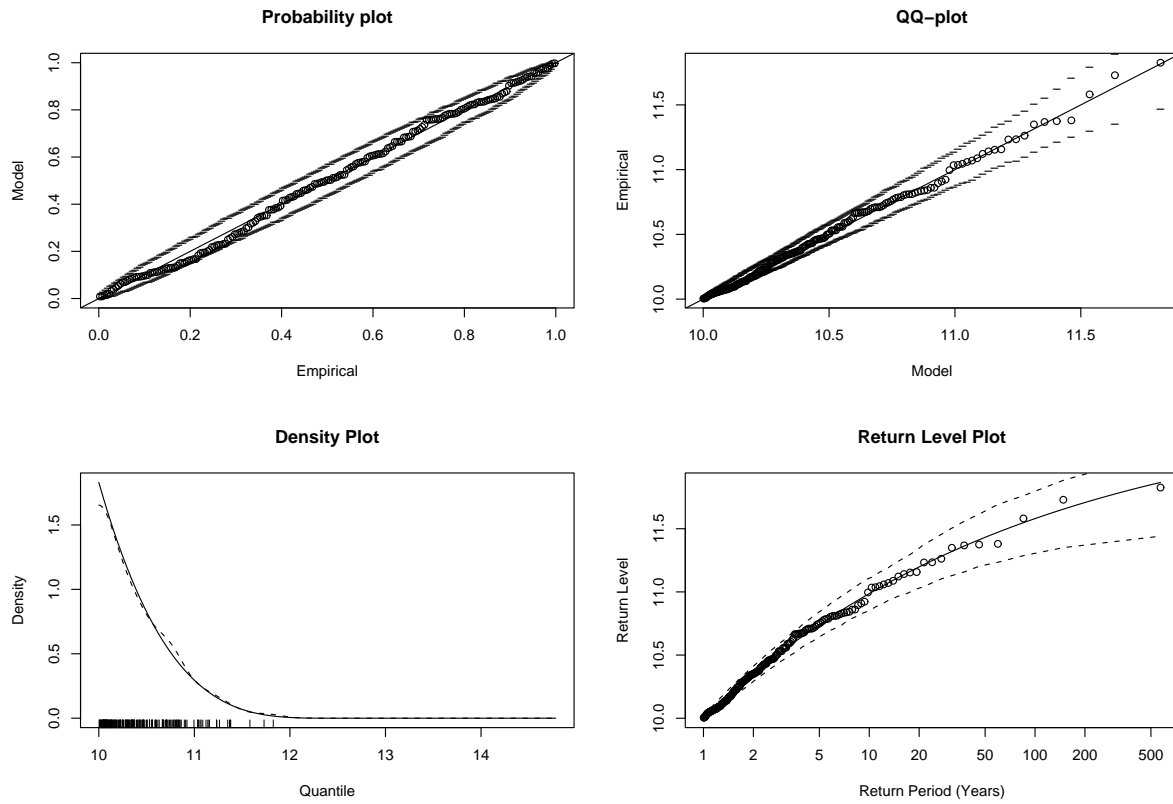 Probability plot
Model
0.0 0.2 0.4 0.6 0.8 1.0
0.0 0.2 0.4 0.6 0.8 1.0
Empirical
QQ−plot
Empirical
10.0 10.5 11.0 11.5
10.0 10.5 11.0 11.5
Model
Density Plot
Density
0.0 0.5 1.0 1.5
10 11 12 13 14
Quantile
Return Level Plot
Return Level
10.0 10.5 11.0 11.5
1 2 5 10 20 50 100 200 500
Return Period (Years)